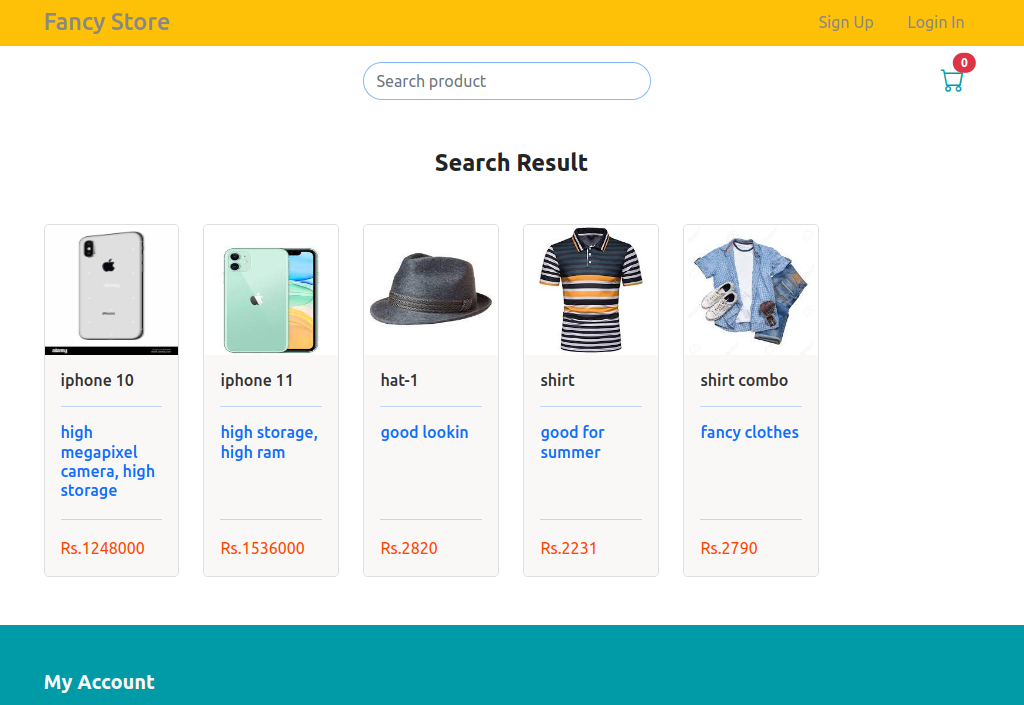 Fancy Store
Sign Up
Login In
Search product
0
Search Result
iphone 10
high
megapixel
camera, high
storage
Rs.1248000
iphone 11
high storage,
high ram
Rs.1536000
hat-1
good lookin
Rs.2820
shirt
good for
summer
Rs.2231
shirt combo
fancy clothes
Rs.2790
My Account